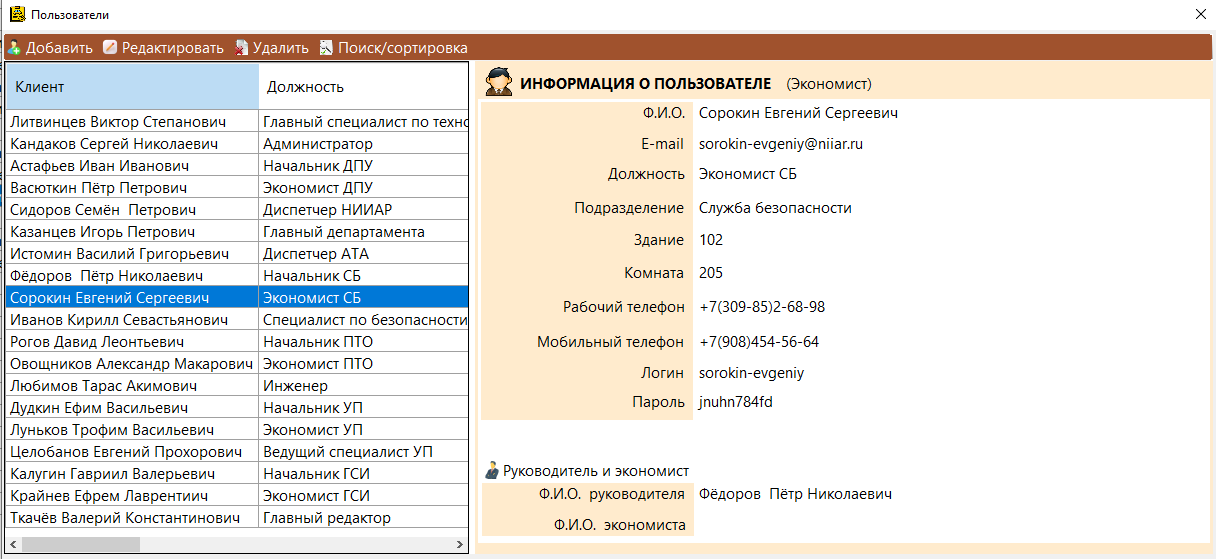 Пользователи
Добавить Редактировать Удалить Поиск/сортировка
Клиент Должность
Литвинцев Виктор Степанович Главный специалист по техно
Кандаков Сергей Николаевич Администратор
Астафьев Иван Иванович Начальник ДПУ
Васюткин Пётр Петрович Экономист ДПУ
Сидоров Семён  Петрович Диспетчер НИИАР
Казанцев Игорь Петрович Главный департамента
Истомин Василий Григорьевич Диспетчер АТА
Фёдоров  Пётр Николаевич Начальник СБ
Сорокин Евгений Сергеевич Экономист СБ
Иванов Кирилл Севастьянович Специалист по безопасности
Рогов Давид Леонтьевич Начальник ПТО
Овощников Александр Макарович Экономист ПТО
Любимов Тарас Акимович Инженер
Дудкин Ефим Васильевич Начальник УП
Луньков Трофим Васильевич Экономист УП
Целобанов Евгений Прохорович Ведущий специалист УП
Калугин Гавриил Валерьевич Начальник ГСИ
Крайнев Ефрем Лаврентиич Экономист ГСИ
Ткачёв Валерий Константинович Главный редактор
ИНФОРМАЦИЯ О ПОЛЬЗОВАТЕЛЕ (Экономист)
Ф.И.О. Сорокин Евгений Сергеевич
E-mail sorokin-evgeniy@niiar.ru
Должность Экономист СБ
Подразделение Служба безопасности
Здание 102
Комната 205
Рабочий телефон +7(309-85)2-68-98
Мобильный телефон +7(908)454-56-64
Логин sorokin-evgeniy
Пароль jnuhn784fd
Руководитель и экономист
Ф.И.О.  руководителя Фёдоров  Пётр Николаевич
Ф.И.О.  экономиста